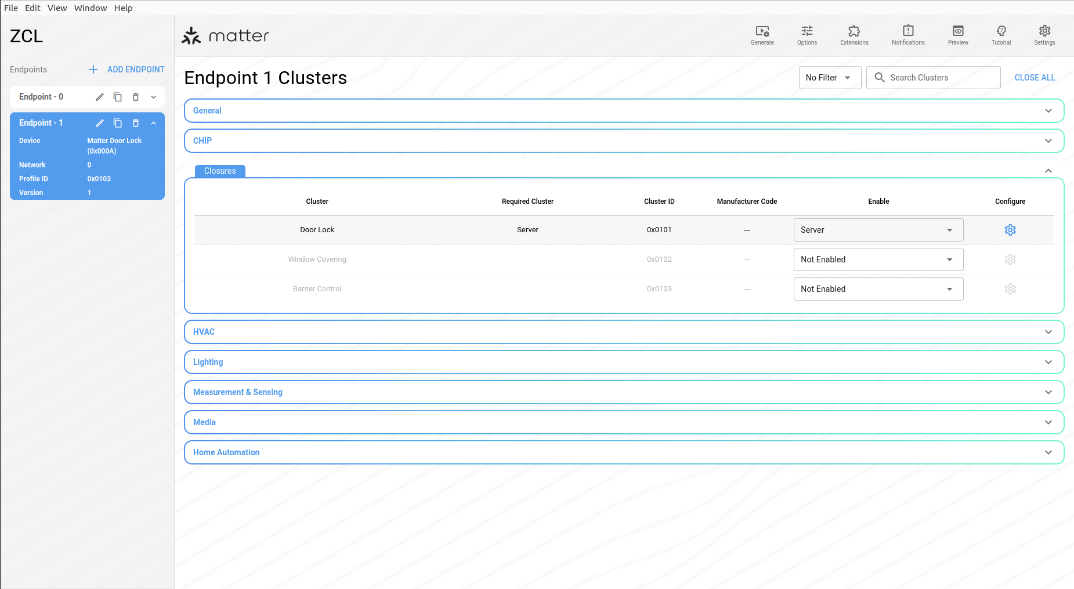 File Edit View Window Help
ZCL
matter
Generate Options Extensions Notifications Preview Tutorial Settings
Endpoints ADD ENDPOINT
Endpoint - 0
Endpoint - 1
Device Matter Door Lock
(0x000A)
Network 0
Profile ID 0x0103
Version 1
Endpoint 1 Clusters
No Filter Search Clusters CLOSE ALL
General
CHIP
Closures
Cluster Required Cluster Cluster ID Manufacturer Code Enable Configure
Door Lock Server 0x0101 — Server
Window Covering 0x0102 — Not Enabled
Barrier Control 0x0103 — Not Enabled
HVAC
Lighting
Measurement & Sensing
Media
Home Automation